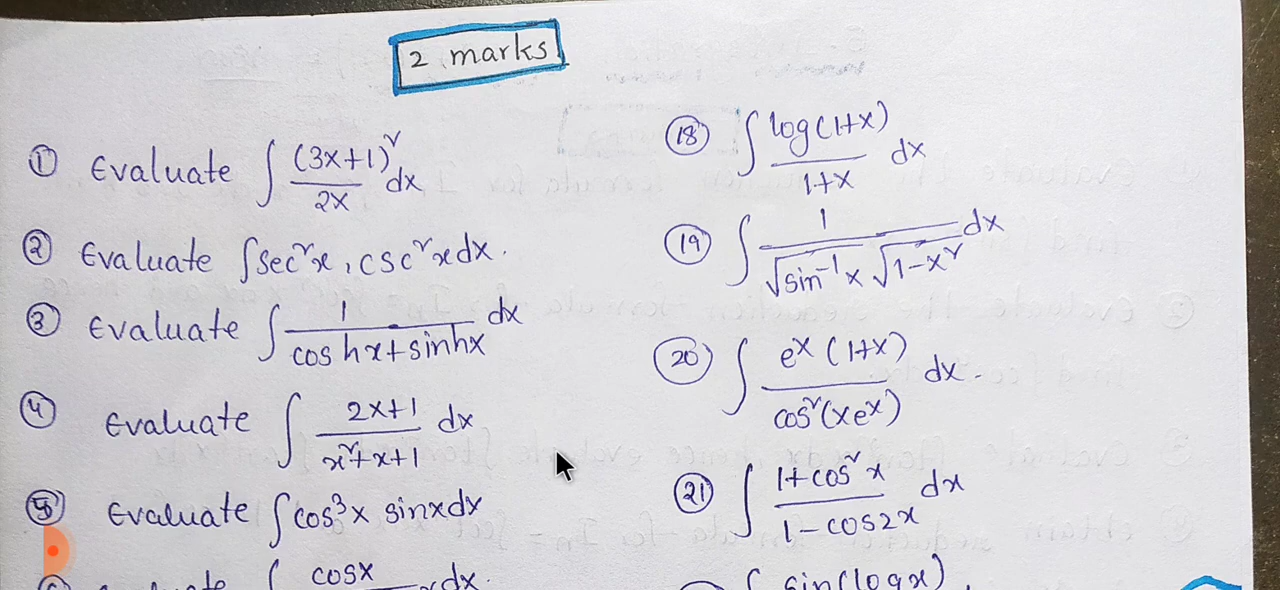 2 marks
① Evaluate ∫ (3x+1)² / 2x dx
② Evaluate ∫sec²x, csc²x dx.
③ Evaluate ∫ 1 / cos hx + sinhx dx
④ Evaluate ∫ 2x+1 / x²+x+1 dx
⑤ Evaluate ∫cos³x sinx dx
∫ cosx dx.
⑱ ∫ log(1+x) / 1+x dx
⑲ ∫ 1 / √sin⁻¹x √1-x² dx
⑳ ∫ eˣ (1+x) / cos²(xeˣ) dx.
㉑ ∫ 1+cos²x / 1-cos2x dx
∫ sin(logx)